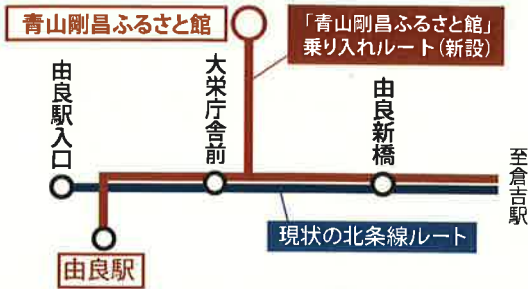 青山剛昌ふるさと館
「青山剛昌ふるさと館」
乗り入れルート(新設)
由良駅入口
大栄庁舎前
由良新橋
至倉吉駅
現状の北条線ルート
由良駅